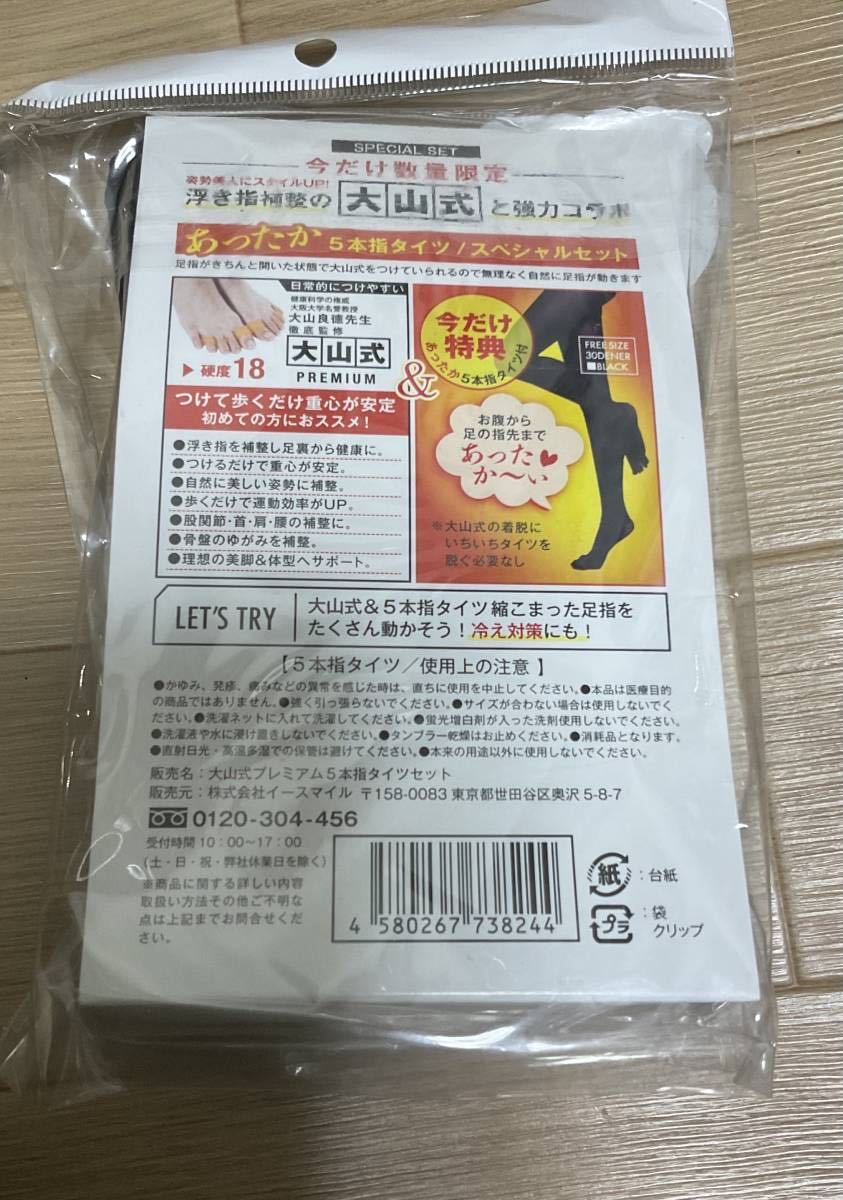 SPECIAL SET
今だけ数量限定
姿勢美人にスタイルUP!
浮き指補整の 大山式 と強力コラボ
あったか 5本指タイツ/スペシャルセット
足指がきちんと開いた状態で大山式をつけていられるので無理なく自然に足指が動きます
日常的につけやすい
健康科学の権威
大阪大学名誉教授
大山良德先生
徹底監修
大山式
PREMIUM
▶硬度18
つけて歩くだけ重心が安定
初めての方におススメ!
●浮き指を補整し足裏から健康に。
●つけるだけで重心が安定。
●自然に美しい姿勢に補整。
●歩くだけで運動効率がUP。
●股関節・首・肩・腰の補整に。
●骨盤のゆがみを補整。
●理想の美脚&体型へサポート。
&
今だけ
特典
あったか5本指タイツ付
FREE SIZE
30DENER
■BLACK
お腹から
足の指先まで
あったか〜い
※大山式の着脱に
いちいちタイツを
脱ぐ必要なし
LET'S TRY
大山式&5本指タイツ 縮こまった足指を
たくさん動かそう!冷え対策にも!
【5本指タイツ/使用上の注意】
●かゆみ、発疹、痛みなどの異常を感じた時は、直ちに使用を中止してください。●本品は医療目的
の商品ではありません。●強く引っ張らないでください。●サイズが合わない場合は使用しないでく
ださい。●洗濯ネットに入れて洗濯してください。●蛍光増白剤が入った洗剤使用しないでください。
●洗濯液や水に浸け置きしないでください。●タンブラー乾燥はお止めください。●消耗品となります。
●直射日光・高温多湿での保管は避けてください。●本来の用途以外に使用しないでください。
販売名:大山式プレミアム5本指タイツセット
販売元:株式会社イースマイル 〒158-0083 東京都世田谷区奥沢 5-8-7
0120-304-456
受付時間 10:00〜17:00
(土・日・祝・弊社休業日を除く)
※商品に関する詳しい内容
取扱い方法その他ご不明な
点は上記までお問合せくだ
さい。
4 580267 738244
紙:台紙
プラ:袋
クリップ